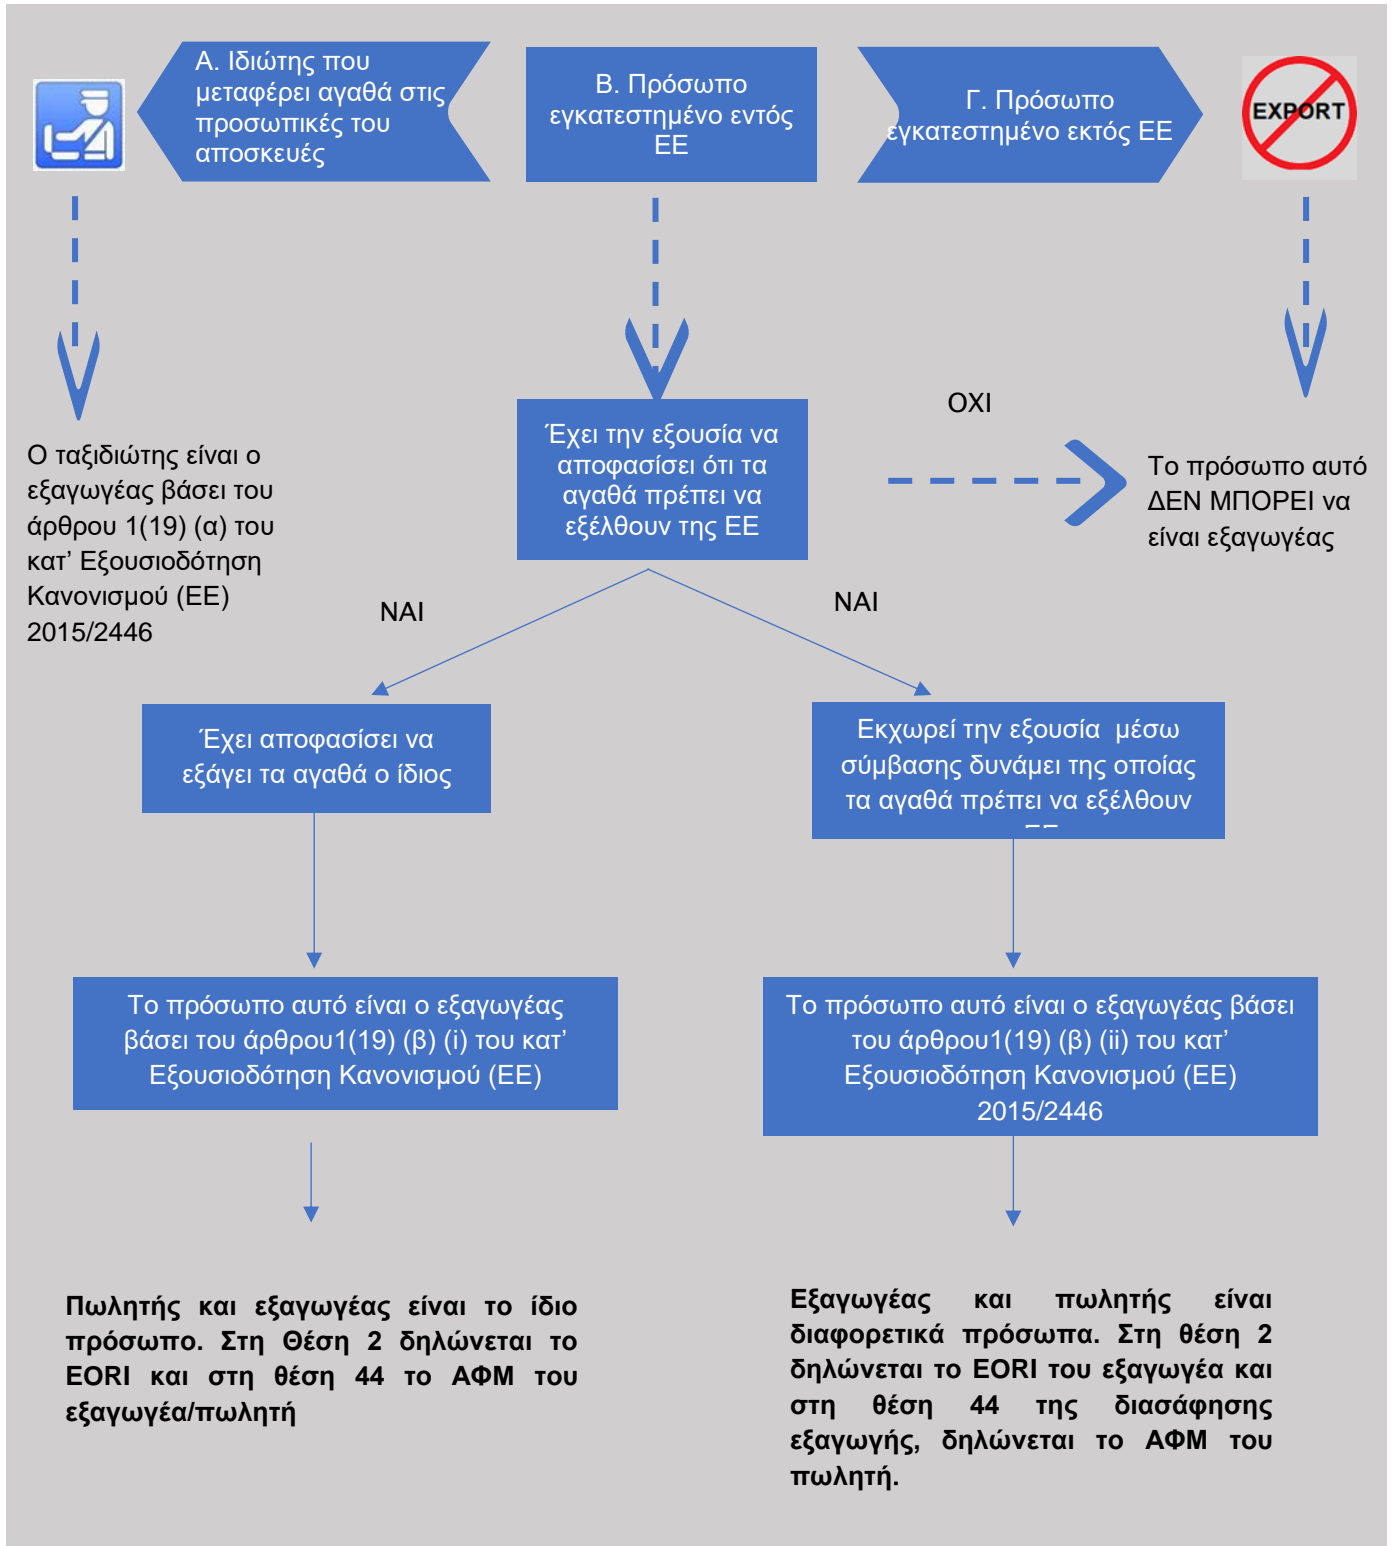 Α. Ιδιώτης που
μεταφέρει αγαθά στις
προσωπικές του
αποσκευές
Β. Πρόσωπο
εγκατεστημένο εντός
ΕΕ
Γ. Πρόσωπο
εγκατεστημένο εκτός ΕΕ
EXPORT
Ο ταξιδιώτης είναι ο
εξαγωγέας βάσει του
άρθρου 1(19) (α) του
κατ’ Εξουσιοδότηση
Κανονισμού (ΕΕ)
2015/2446
Έχει την εξουσία να
αποφασίσει ότι τα
αγαθά πρέπει να
εξέλθουν της ΕΕ
ΟΧΙ
Το πρόσωπο αυτό
ΔΕΝ ΜΠΟΡΕΙ να
είναι εξαγωγέας
ΝΑΙ
ΝΑΙ
Έχει αποφασίσει να
εξάγει τα αγαθά ο ίδιος
Εκχωρεί την εξουσία  μέσω
σύμβασης δυνάμει της οποίας
τα αγαθά πρέπει να εξέλθουν
Το πρόσωπο αυτό είναι ο εξαγωγέας
βάσει του άρθρου1(19) (β) (i) του κατ’
Εξουσιοδότηση Κανονισμού (ΕΕ)
Το πρόσωπο αυτό είναι ο εξαγωγέας βάσει
του άρθρου1(19) (β) (ii) του κατ’
Εξουσιοδότηση Κανονισμού (ΕΕ)
2015/2446
Πωλητής και εξαγωγέας είναι το ίδιο
πρόσωπο. Στη Θέση 2 δηλώνεται το
EORI και στη θέση 44 το ΑΦΜ του
εξαγωγέα/πωλητή
Εξαγωγέας και πωλητής είναι
διαφορετικά πρόσωπα. Στη θέση 2
δηλώνεται το EORI του εξαγωγέα και
στη θέση 44 της διασάφησης
εξαγωγής, δηλώνεται το ΑΦΜ του
πωλητή.